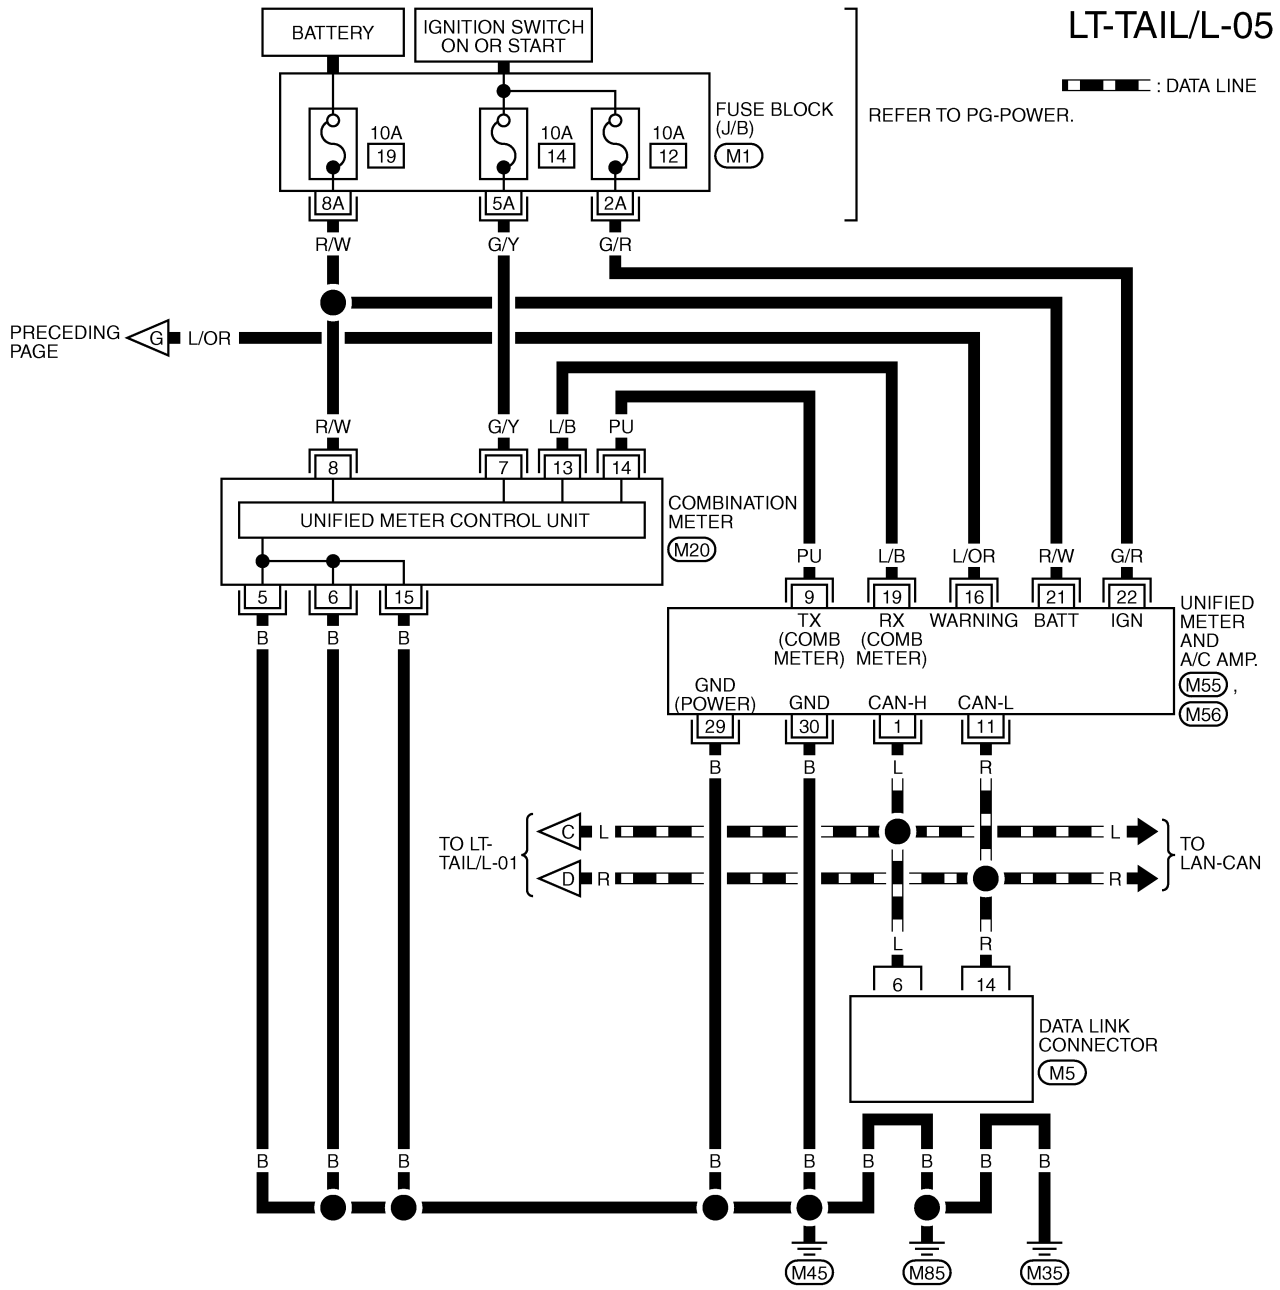 LT-TAIL/L-05
BATTERY
IGNITION SWITCH
ON OR START
: DATA LINE
FUSE BLOCK
(J/B)
M1
REFER TO PG-POWER.
10A
19
10A
14
10A
12
8A
5A
2A
R/W
G/Y
G/R
PRECEDING
PAGE
G
L/OR
R/W
G/Y
L/B
PU
8
7
13
14
UNIFIED METER CONTROL UNIT
COMBINATION
METER
M20
5
6
15
B
B
B
PU
L/B
L/OR
R/W
G/R
9
19
16
21
22
TX
(COMB
METER)
RX
(COMB
METER)
WARNING
BATT
IGN
UNIFIED
METER
AND
A/C AMP.
M55 ,
M56
GND
(POWER)
GND
CAN-H
CAN-L
29
30
1
11
B
B
L
R
TO LT-
TAIL/L-01
C
L
L
D
R
R
TO
LAN-CAN
L
R
6
14
DATA LINK
CONNECTOR
M5
B
B
B
B
B
B
B
B
B
M45
M85
M35